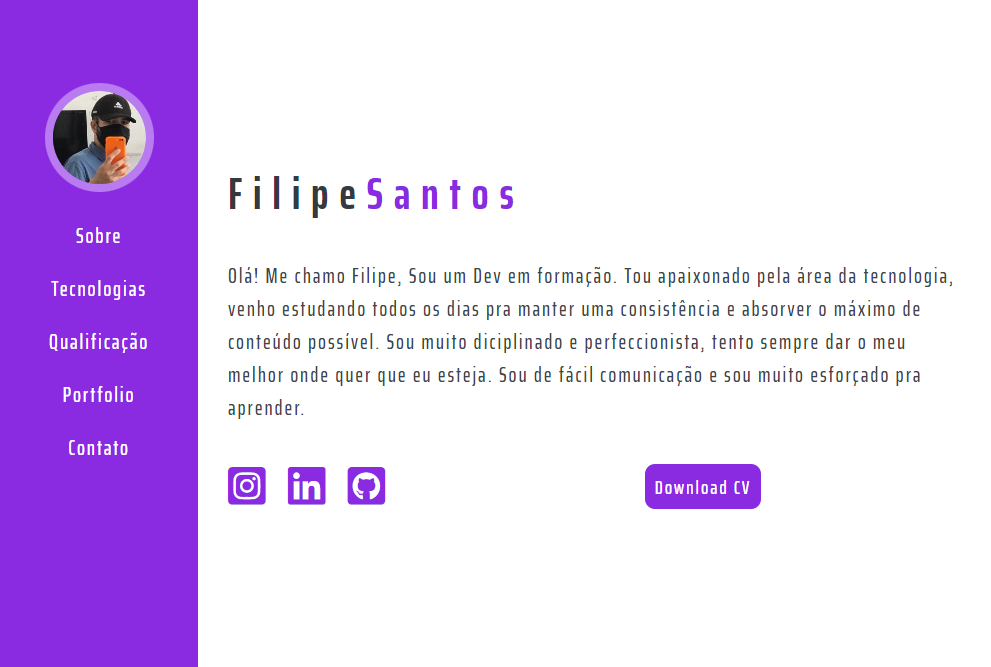 Sobre
Tecnologias
Qualificação
Portfolio
Contato
FilipeSantos
Olá! Me chamo Filipe, Sou um Dev em formação. Tou apaixonado pela área da tecnologia,
venho estudando todos os dias pra manter uma consistência e absorver o máximo de
conteúdo possível. Sou muito diciplinado e perfeccionista, tento sempre dar o meu
melhor onde quer que eu esteja. Sou de fácil comunicação e sou muito esforçado pra
aprender.
in
Download CV